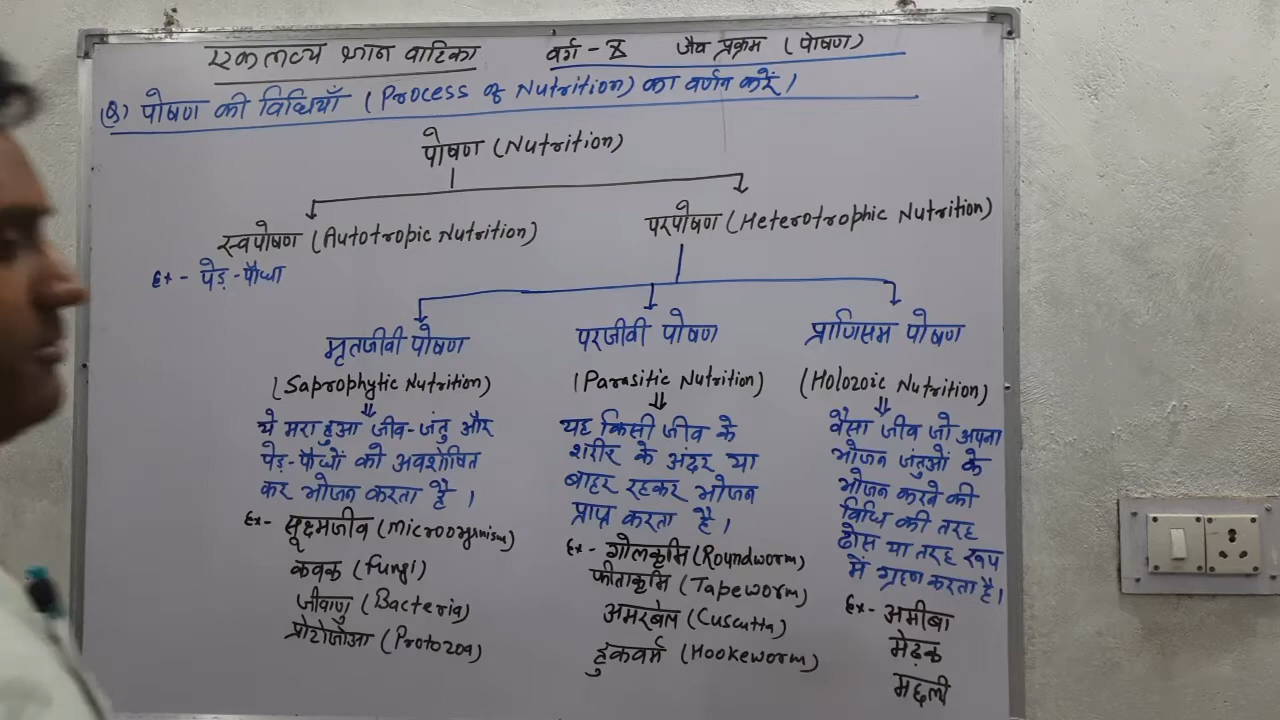 एकलव्य ज्ञान वाटिका वर्ग - X जैव प्रक्रम (पोषण)
(Q) पोषण की विधियाँ (Process of Nutrition) का वर्णन करें।
पोषण (Nutrition)
स्वपोषण (Autotropic Nutrition)
Ex - पेड़ - पौधा
परपोषण (Heterotrophic Nutrition)
मृतजीवी पोषण
(Saprophytic Nutrition)
ये मरा हुआ जीव-जंतु और
पेड़-पौधों को अवशोषित
कर भोजन करता है।
Ex - सूक्ष्मजीव (Microorganism)
कवक (Fungi)
जीवाणु (Bacteria)
प्रोटोजोआ (Protozoa)
परजीवी पोषण
(Parasitic Nutrition)
यह किसी जीव के
शरीर के अंदर या
बाहर रहकर भोजन
प्राप्त करता है।
Ex - गोलकृमि (Roundworm)
फीताकृमि (Tapeworm)
अमरबेल (Cuscutta)
हुकवर्म (Hookeworm)
प्राणिसम पोषण
(Holozoic Nutrition)
वैसा जीव जो अपना
भोजन जंतुओं के
भोजन करने की
विधि की तरह
ठोस या तरह रूप
में ग्रहण करता है।
Ex - अमीबा
मेढ़क
मछली